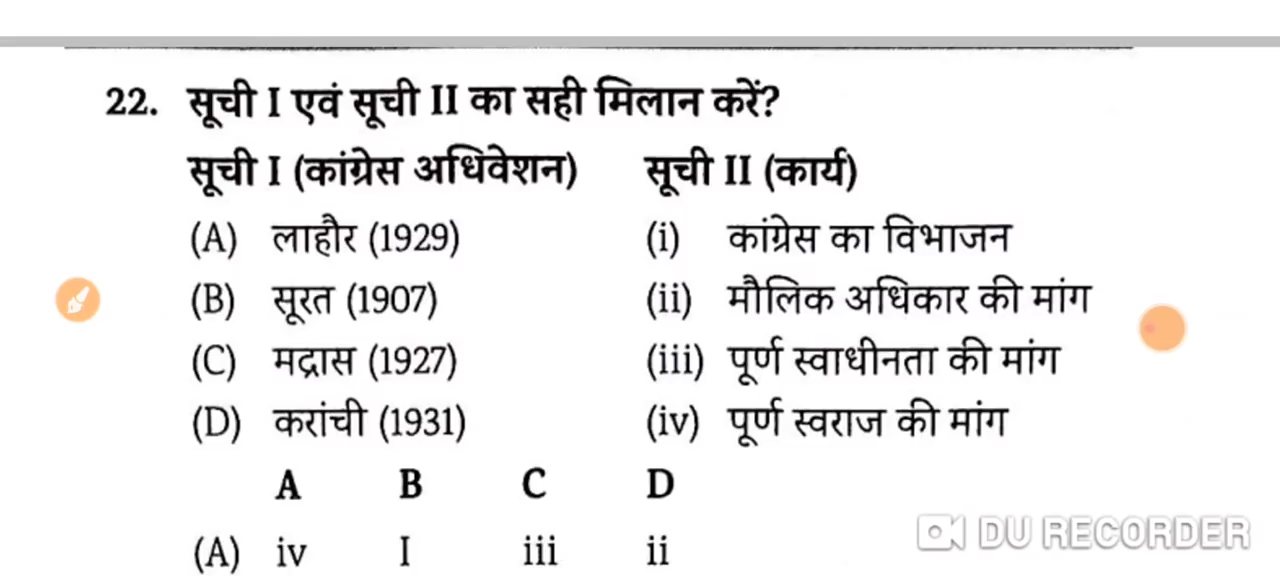 22. सूची I एवं सूची II का सही मिलान करें?
सूची I (कांग्रेस अधिवेशन) सूची II (कार्य)
(A) लाहौर (1929) (i) कांग्रेस का विभाजन
(B) सूरत (1907) (ii) मौलिक अधिकार की मांग
(C) मद्रास (1927) (iii) पूर्ण स्वाधीनता की मांग
(D) करांची (1931) (iv) पूर्ण स्वराज की मांग
A B C D
(A) iv I iii ii
DU RECORDER